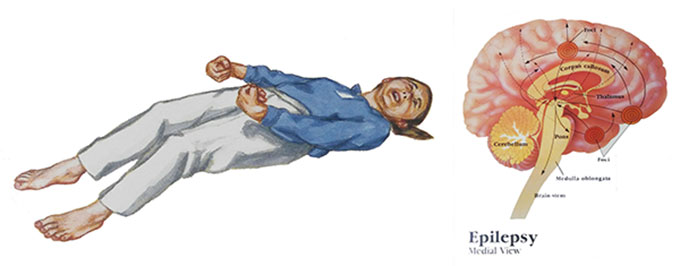 Foci
Corpus callosum
Thalamus
Pons
Cerebellum
Foci
Medulla oblongata
Brain stem
Epilepsy
Medial View